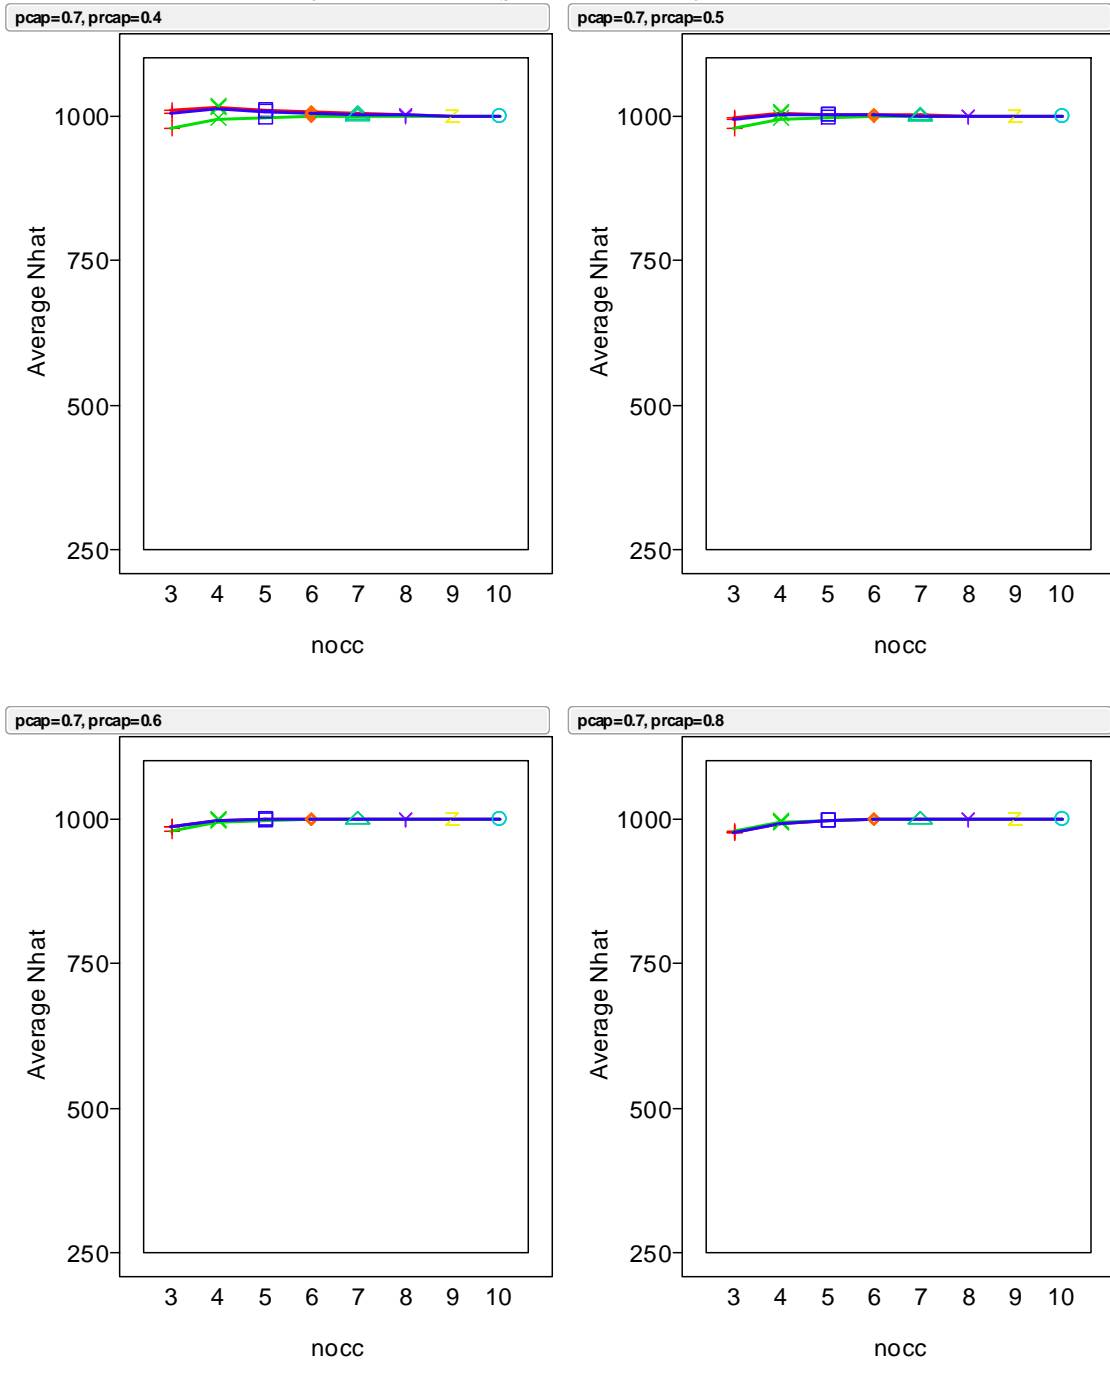 pcap=0.7, prcap=0.4
1000
750
500
250
Average Nhat
3 4 5 6 7 8 9 10
nocc
pcap=0.7, prcap=0.5
1000
750
500
250
Average Nhat
3 4 5 6 7 8 9 10
nocc
pcap=0.7, prcap=0.6
1000
750
500
250
Average Nhat
3 4 5 6 7 8 9 10
nocc
pcap=0.7, prcap=0.8
1000
750
500
250
Average Nhat
3 4 5 6 7 8 9 10
nocc